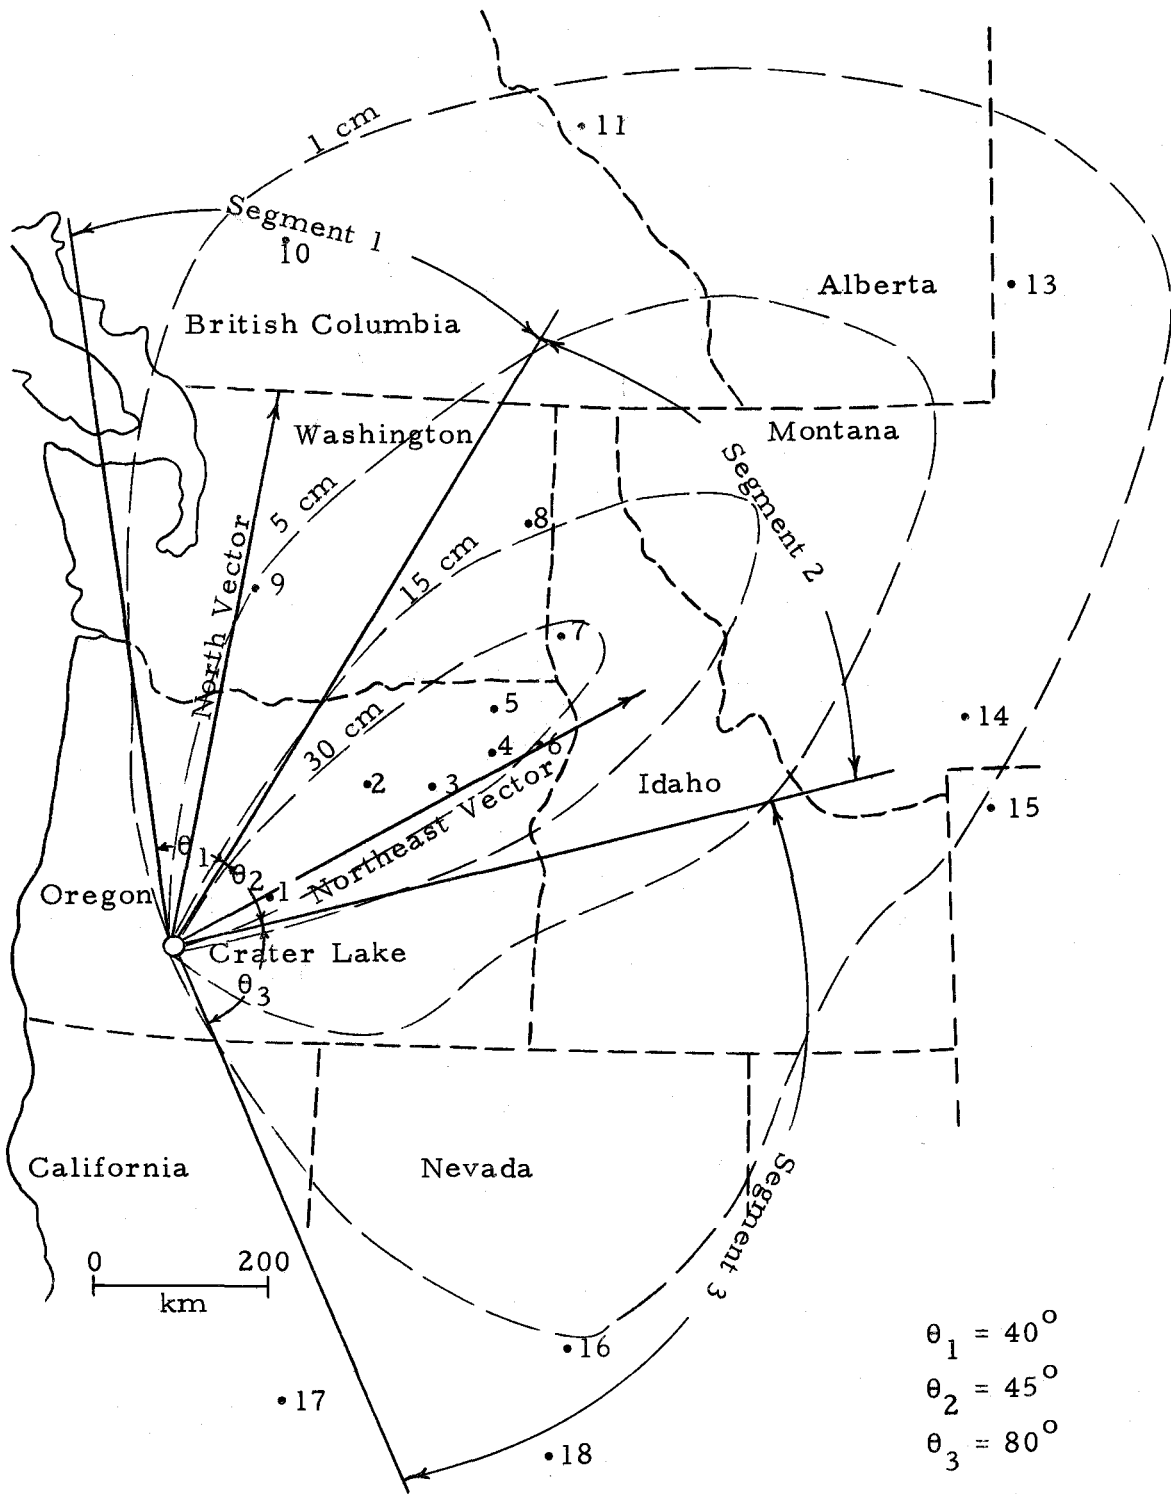 11
1 cm
Segment 1
10
Alberta
13
British Columbia
Washington
Montana
Segment 2
5 cm
8
15 cm
9
North Vector
7
5
14
30 cm
4
6
2
3
Idaho
15
Northeast Vector
θ1
θ2
1
Oregon
Crater Lake
θ3
California
Nevada
Segment 3
0 200
km
16
17
18
θ1 = 40°
θ2 = 45°
θ3 = 80°